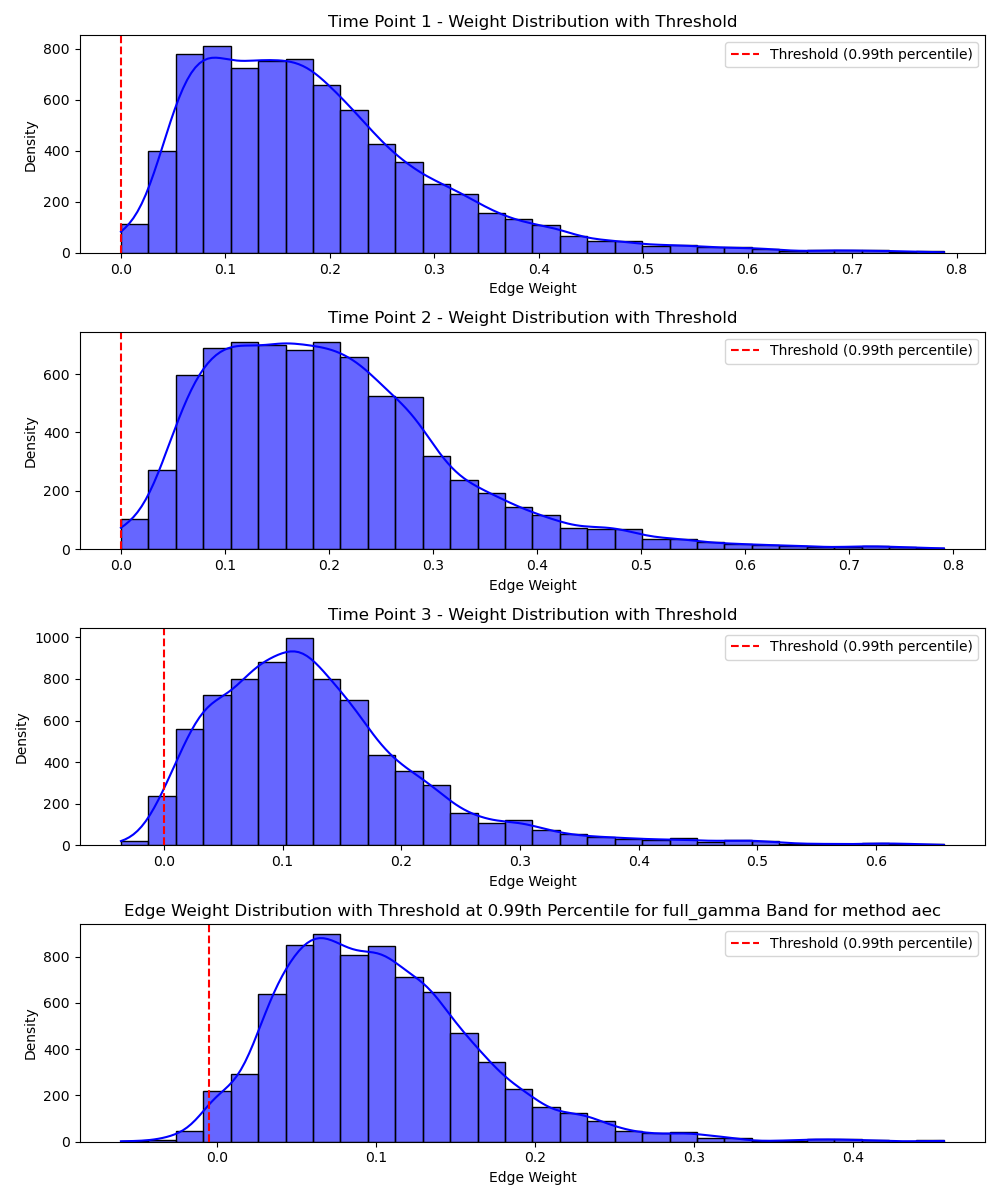 Time Point 1 - Weight Distribution with Threshold
Threshold (0.99th percentile)
Density
800
600
400
200
0
0.0 0.1 0.2 0.3 0.4 0.5 0.6 0.7 0.8
Edge Weight
Time Point 2 - Weight Distribution with Threshold
Threshold (0.99th percentile)
Density
600
400
200
0
0.0 0.1 0.2 0.3 0.4 0.5 0.6 0.7 0.8
Edge Weight
Time Point 3 - Weight Distribution with Threshold
Threshold (0.99th percentile)
Density
1000
800
600
400
200
0
0.0 0.1 0.2 0.3 0.4 0.5 0.6
Edge Weight
Edge Weight Distribution with Threshold at 0.99th Percentile for full_gamma Band for method aec
Threshold (0.99th percentile)
Density
800
600
400
200
0
0.0 0.1 0.2 0.3 0.4
Edge Weight